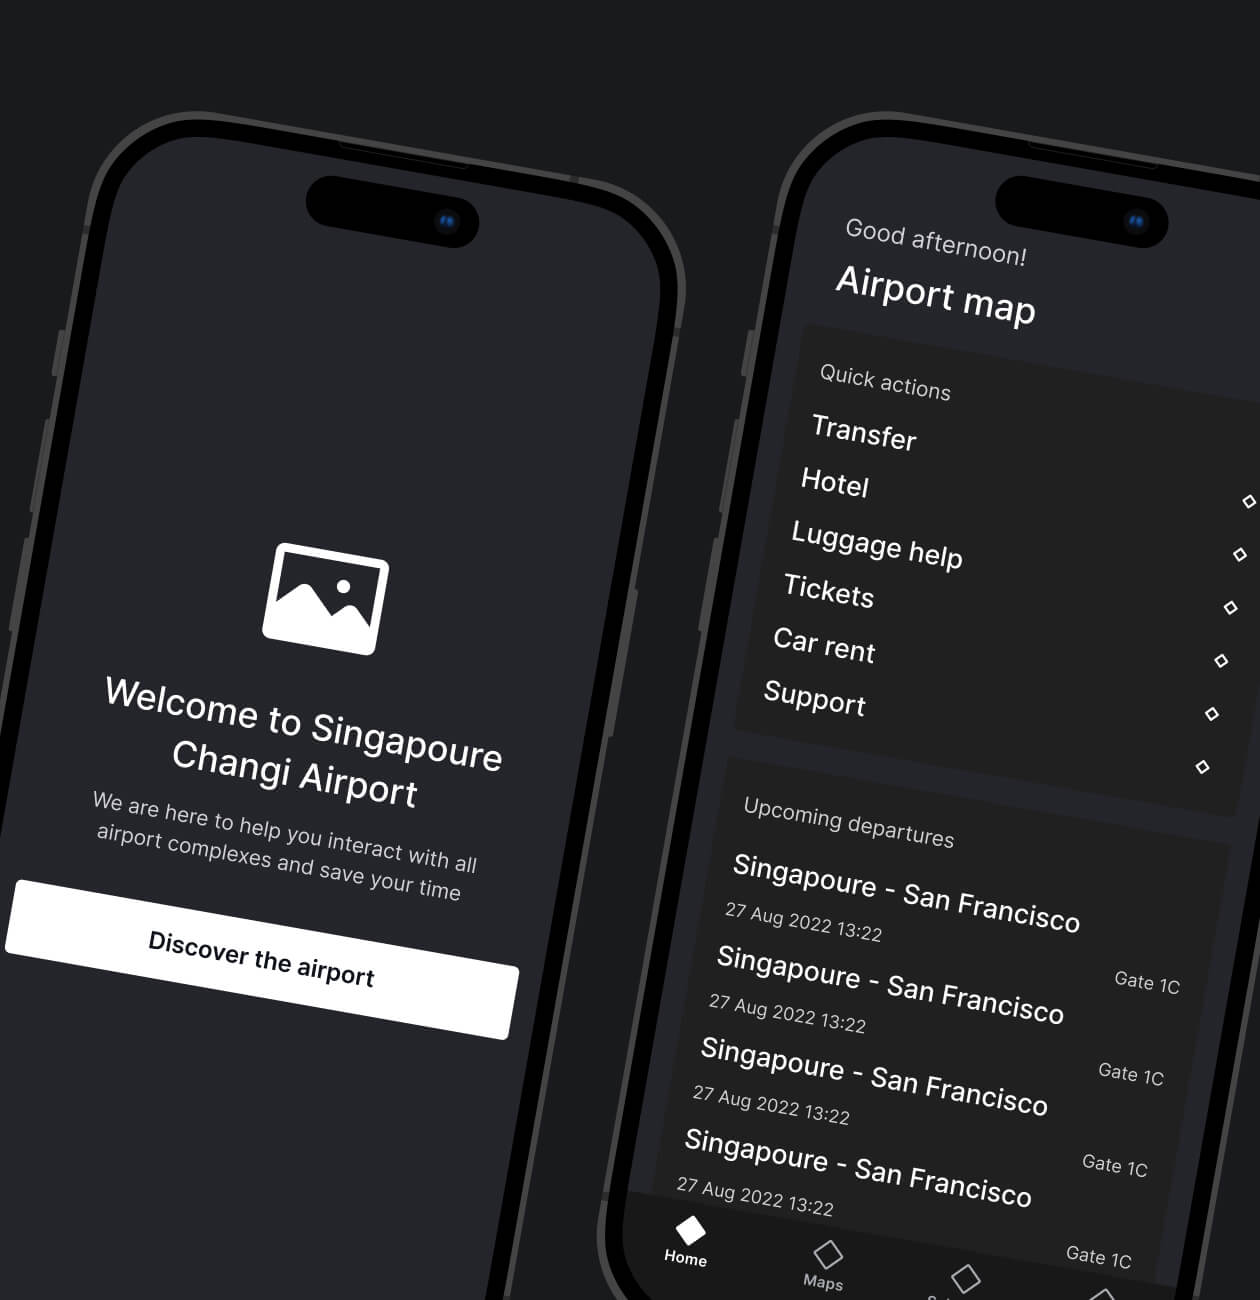 Welcome to Singapoure
Changi Airport
We are here to help you interact with all
airport complexes and save your time
Discover the airport
Good afternoon!
Airport map
Quick actions
Transfer
Hotel
Luggage help
Tickets
Car rent
Support
Upcoming departures
Singapoure - San Francisco
27 Aug 2022 13:22
Gate 1C
Singapoure - San Francisco
27 Aug 2022 13:22
Gate 1C
Singapoure - San Francisco
27 Aug 2022 13:22
Gate 1C
Singapoure - San Francisco
27 Aug 2022 13:22
Gate 1C
Home
Maps